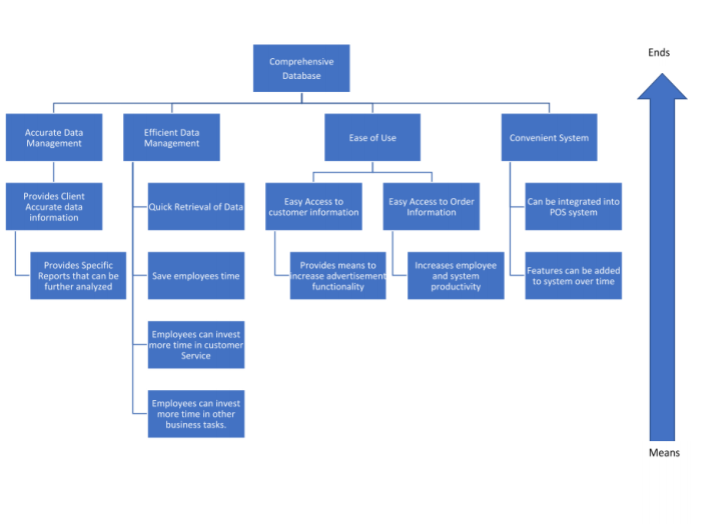 Ends
Comprehensive
Database
Accurate Data
Management
Efficient Data
Management
Ease of Use
Convenient System
Provides Client
Accurate data
information
Quick Retrieval of Data
Easy Access to
customer information
Easy Access to Order
Information
Can be integrated into
POS system
Provides Specific
Reports that can be
further analyzed
Save employees time
Provides means to
increase advertisement
functionality
Increases employee
and system
productivity
Features can be added
to system over time
Employees can invest
more time in customer
Service
Employees can invest
more time in other
business tasks.
Means